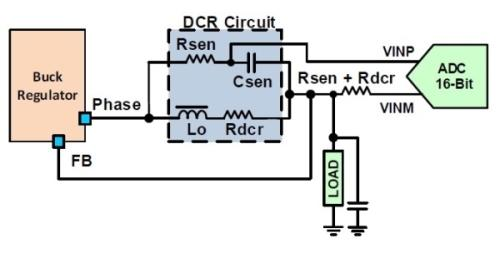 DCR Circuit
Rsen
Csen
Lo
Rdcr
Buck
Regulator
Phase
FB
VINP
Rsen + Rdcr
VINM
ADC
16-Bit
LOAD